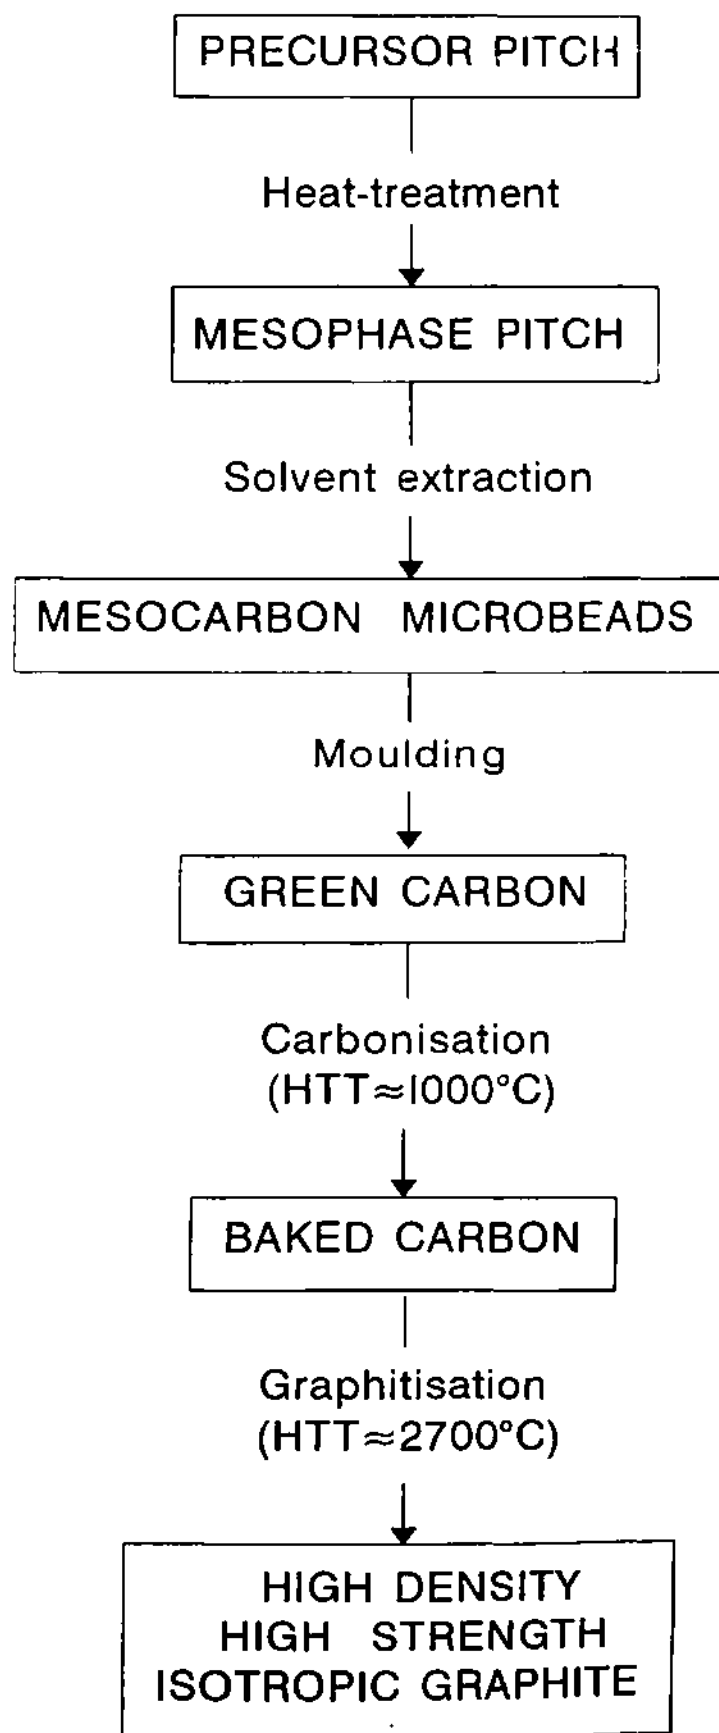 PRECURSOR PITCH
Heat-treatment
MESOPHASE PITCH
Solvent extraction
MESOCARBON MICROBEADS
Moulding
GREEN CARBON
Carbonisation
(HTT≈1000°C)
BAKED CARBON
Graphitisation
(HTT≈2700°C)
HIGH DENSITY
HIGH STRENGTH
ISOTROPIC GRAPHITE